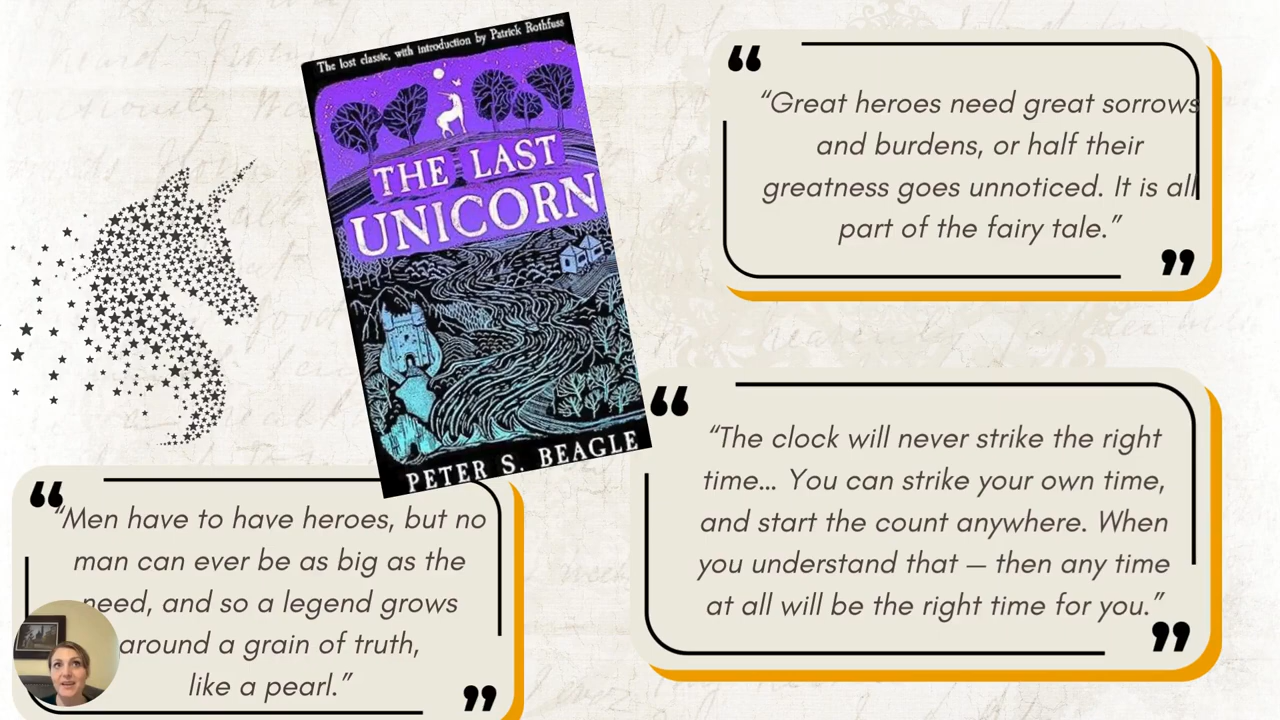 The lost classic, with introduction by Patrick Rothfuss
THE LAST
UNICORN
PETER S. BEAGLE
“Great heroes need great sorrows
and burdens, or half their
greatness goes unnoticed. It is all
part of the fairy tale.”
“The clock will never strike the right
time... You can strike your own time,
and start the count anywhere. When
you understand that — then any time
at all will be the right time for you.”
“Men have to have heroes, but no
man can ever be as big as the
need, and so a legend grows
around a grain of truth,
like a pearl.”